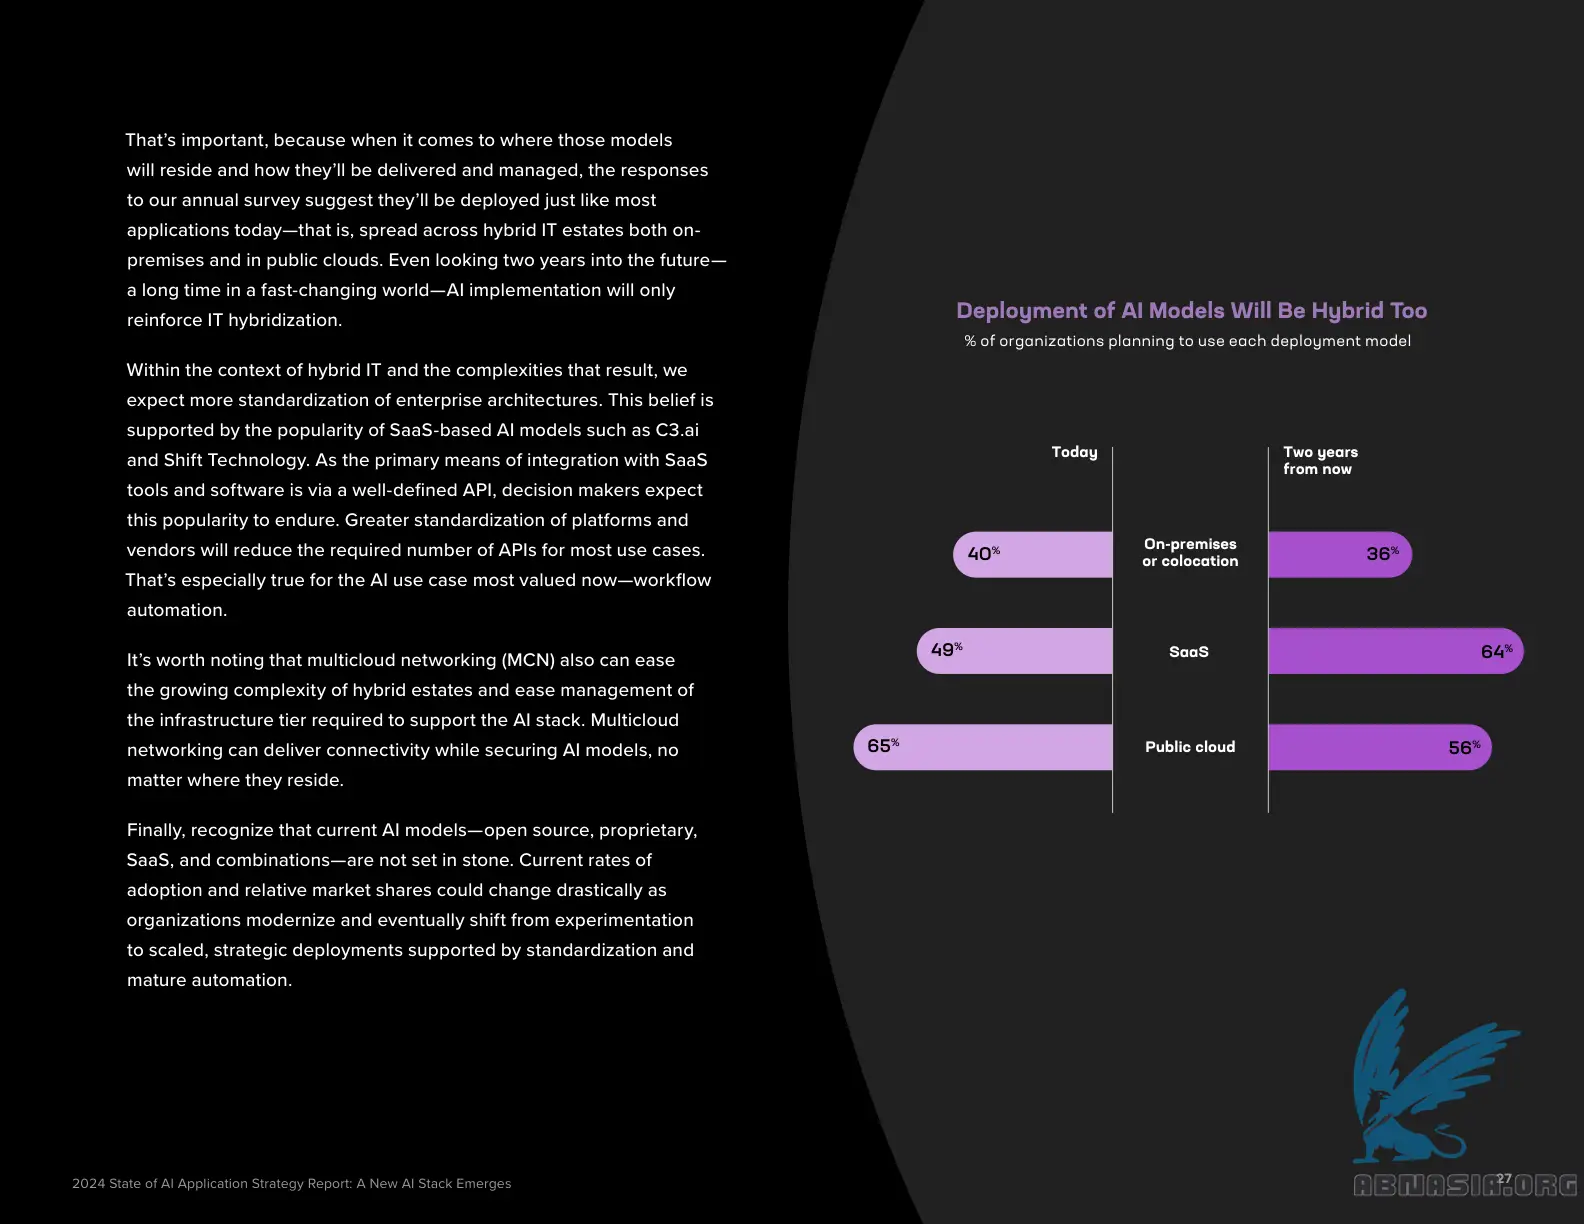 That’s important, because when it comes to where those models
will reside and how they’ll be delivered and managed, the responses
to our annual survey suggest they’ll be deployed just like most
applications today—that is, spread across hybrid IT estates both on-
premises and in public clouds. Even looking two years into the future—
a long time in a fast-changing world—AI implementation will only
reinforce IT hybridization.
Within the context of hybrid IT and the complexities that result, we
expect more standardization of enterprise architectures. This belief is
supported by the popularity of SaaS-based AI models such as C3.ai
and Shift Technology. As the primary means of integration with SaaS
tools and software is via a well-defined API, decision makers expect
this popularity to endure. Greater standardization of platforms and
vendors will reduce the required number of APIs for most use cases.
That’s especially true for the AI use case most valued now—workflow
automation.
It’s worth noting that multicloud networking (MCN) also can ease
the growing complexity of hybrid estates and ease management of
the infrastructure tier required to support the AI stack. Multicloud
networking can deliver connectivity while securing AI models, no
matter where they reside.
Finally, recognize that current AI models—open source, proprietary,
SaaS, and combinations—are not set in stone. Current rates of
adoption and relative market shares could change drastically as
organizations modernize and eventually shift from experimentation
to scaled, strategic deployments supported by standardization and
mature automation.
Deployment of AI Models Will Be Hybrid Too
% of organizations planning to use each deployment model
Today
Two years
from now
40%
On-premises
or colocation
36%
49%
SaaS
64%
65%
Public cloud
56%
2024 State of AI Application Strategy Report: A New AI Stack Emerges
27
ABNASIA.ORG